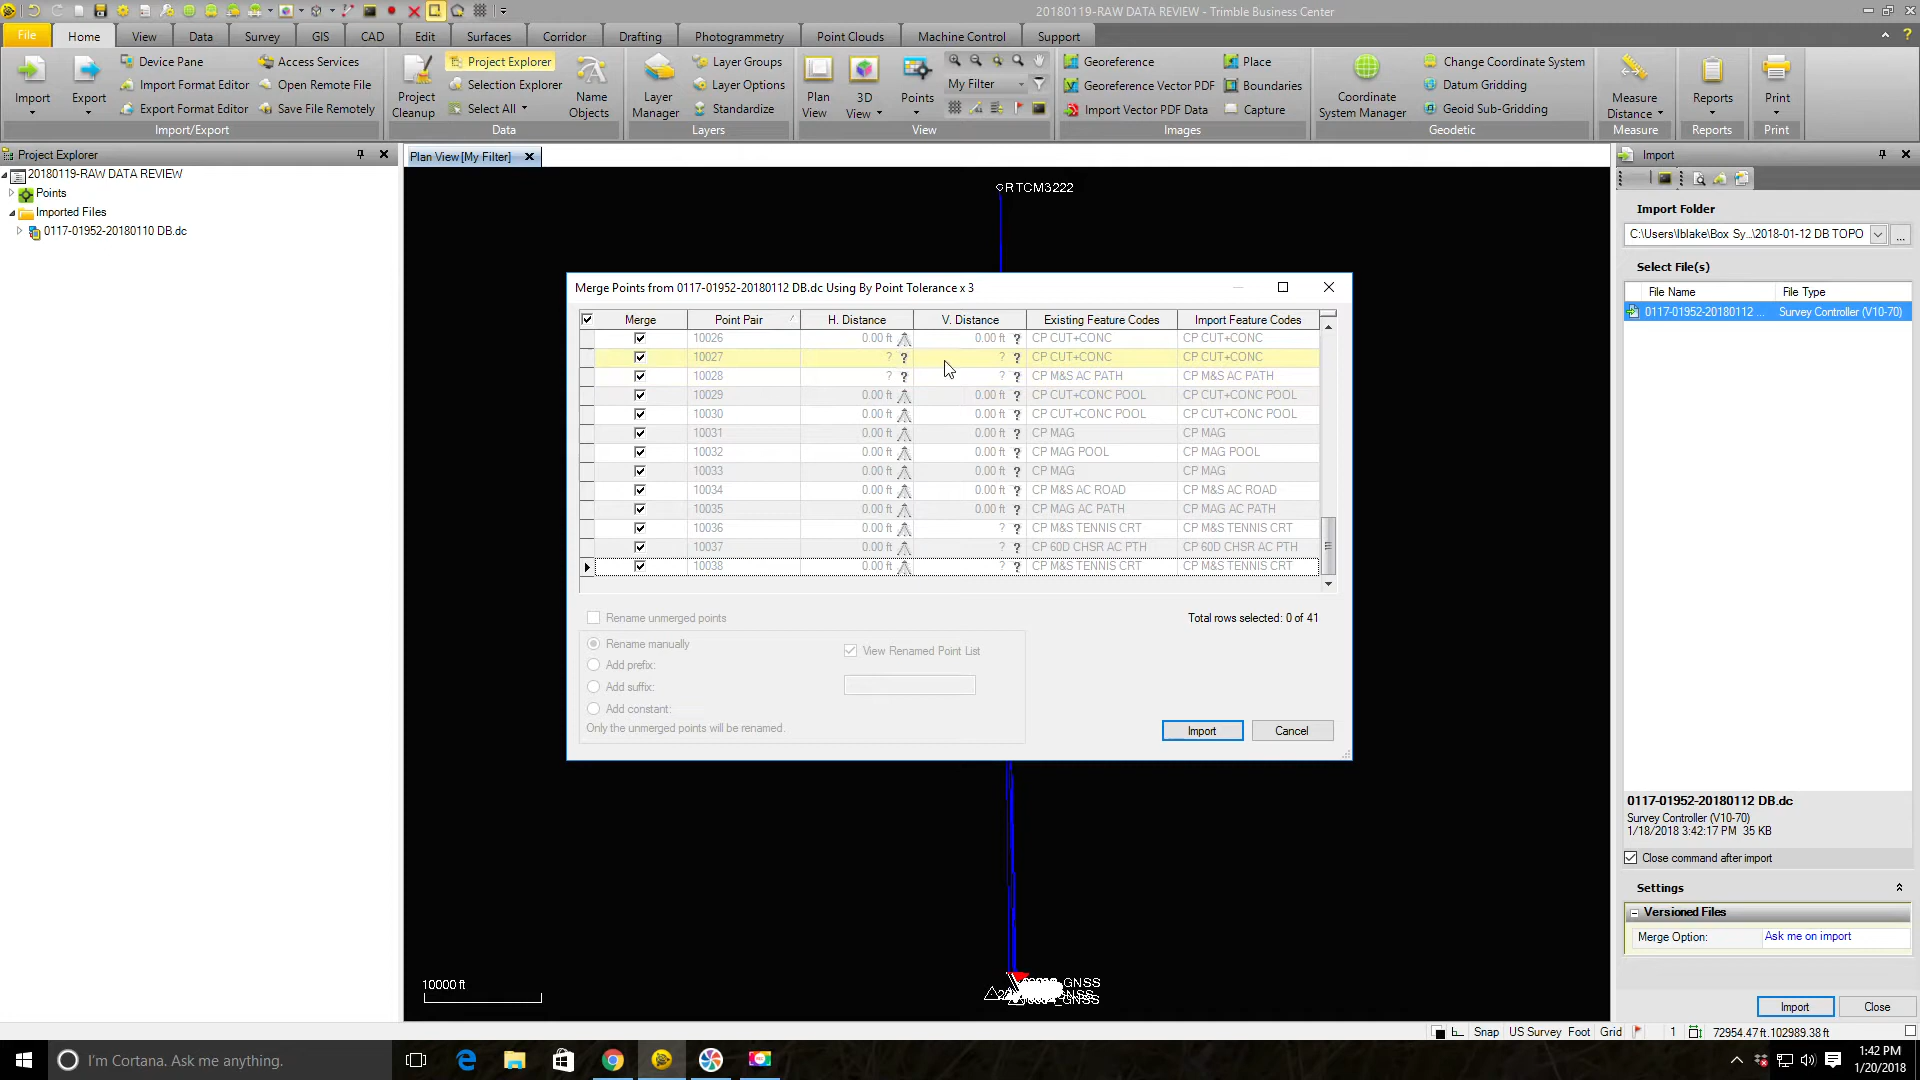 20180119-RAW DATA REVIEW - Trimble Business Center
File Home View Data Survey GIS CAD Edit Surfaces Corridor Drafting Photogrammetry Point Clouds Machine Control Support
Import
Export
Device Pane
Import Format Editor
Export Format Editor
Access Services
Open Remote File
Save File Remotely
Import/Export
Project Cleanup
Project Explorer
Selection Explorer
Select All
Name Objects
Data
Layer Manager
Layer Groups
Layer Options
Standardize
Layers
Plan View
3D View
Points
My Filter
View
Georeference
Georeference Vector PDF
Import Vector PDF Data
Place
Boundaries
Capture
Images
Coordinate System Manager
Change Coordinate System
Datum Gridding
Geoid Sub-Gridding
Geodetic
Measure Distance
Measure
Reports
Reports
Print
Print
Project Explorer
20180119-RAW DATA REVIEW
Points
Imported Files
0117-01952-20180110 DB.dc
Plan View [My Filter]
RTCM3222
Merge Points from 0117-01952-20180112 DB.dc Using By Point Tolerance x 3
Merge Point Pair H. Distance V. Distance Existing Feature Codes Import Feature Codes
10026 0.00 ft 0.00 ft ? CP CUT+CONC CP CUT+CONC
10027 ? ? ? ? CP CUT+CONC CP CUT+CONC
10028 ? ? ? ? CP M&S AC PATH CP M&S AC PATH
10029 0.00 ft 0.00 ft ? CP CUT+CONC POOL CP CUT+CONC POOL
10030 0.00 ft 0.00 ft ? CP CUT+CONC POOL CP CUT+CONC POOL
10031 0.00 ft 0.00 ft ? CP MAG CP MAG
10032 0.00 ft 0.00 ft ? CP MAG POOL CP MAG POOL
10033 0.00 ft 0.00 ft ? CP MAG CP MAG
10034 0.00 ft 0.00 ft ? CP M&S AC ROAD CP M&S AC ROAD
10035 0.00 ft 0.00 ft ? CP MAG AC PATH CP MAG AC PATH
10036 0.00 ft ? ? CP M&S TENNIS CRT CP M&S TENNIS CRT
10037 0.00 ft ? ? CP 60D CHSR AC PTH CP 60D CHSR AC PTH
10038 0.00 ft ? ? CP M&S TENNIS CRT CP M&S TENNIS CRT
Rename unmerged points
Total rows selected: 0 of 41
Rename manually
View Renamed Point List
Add prefix:
Add suffix:
Add constant:
Only the unmerged points will be renamed.
Import Cancel
10000 ft
Import
Import Folder
C:\Users\lblake\Box Sy...\2018-01-12 DB TOPO
...
Select File(s)
File Name File Type
0117-01952-20180112 ... Survey Controller (V10-70)
0117-01952-20180112 DB.dc
Survey Controller (V10-70)
1/18/2018 3:42:17 PM 35 KB
Close command after import
Settings
Versioned Files
Merge Option: Ask me on import
Import Close
Snap US Survey Foot Grid 1 72954.47 ft,102989.38 ft
I'm Cortana. Ask me anything.
1:42 PM
1/20/2018